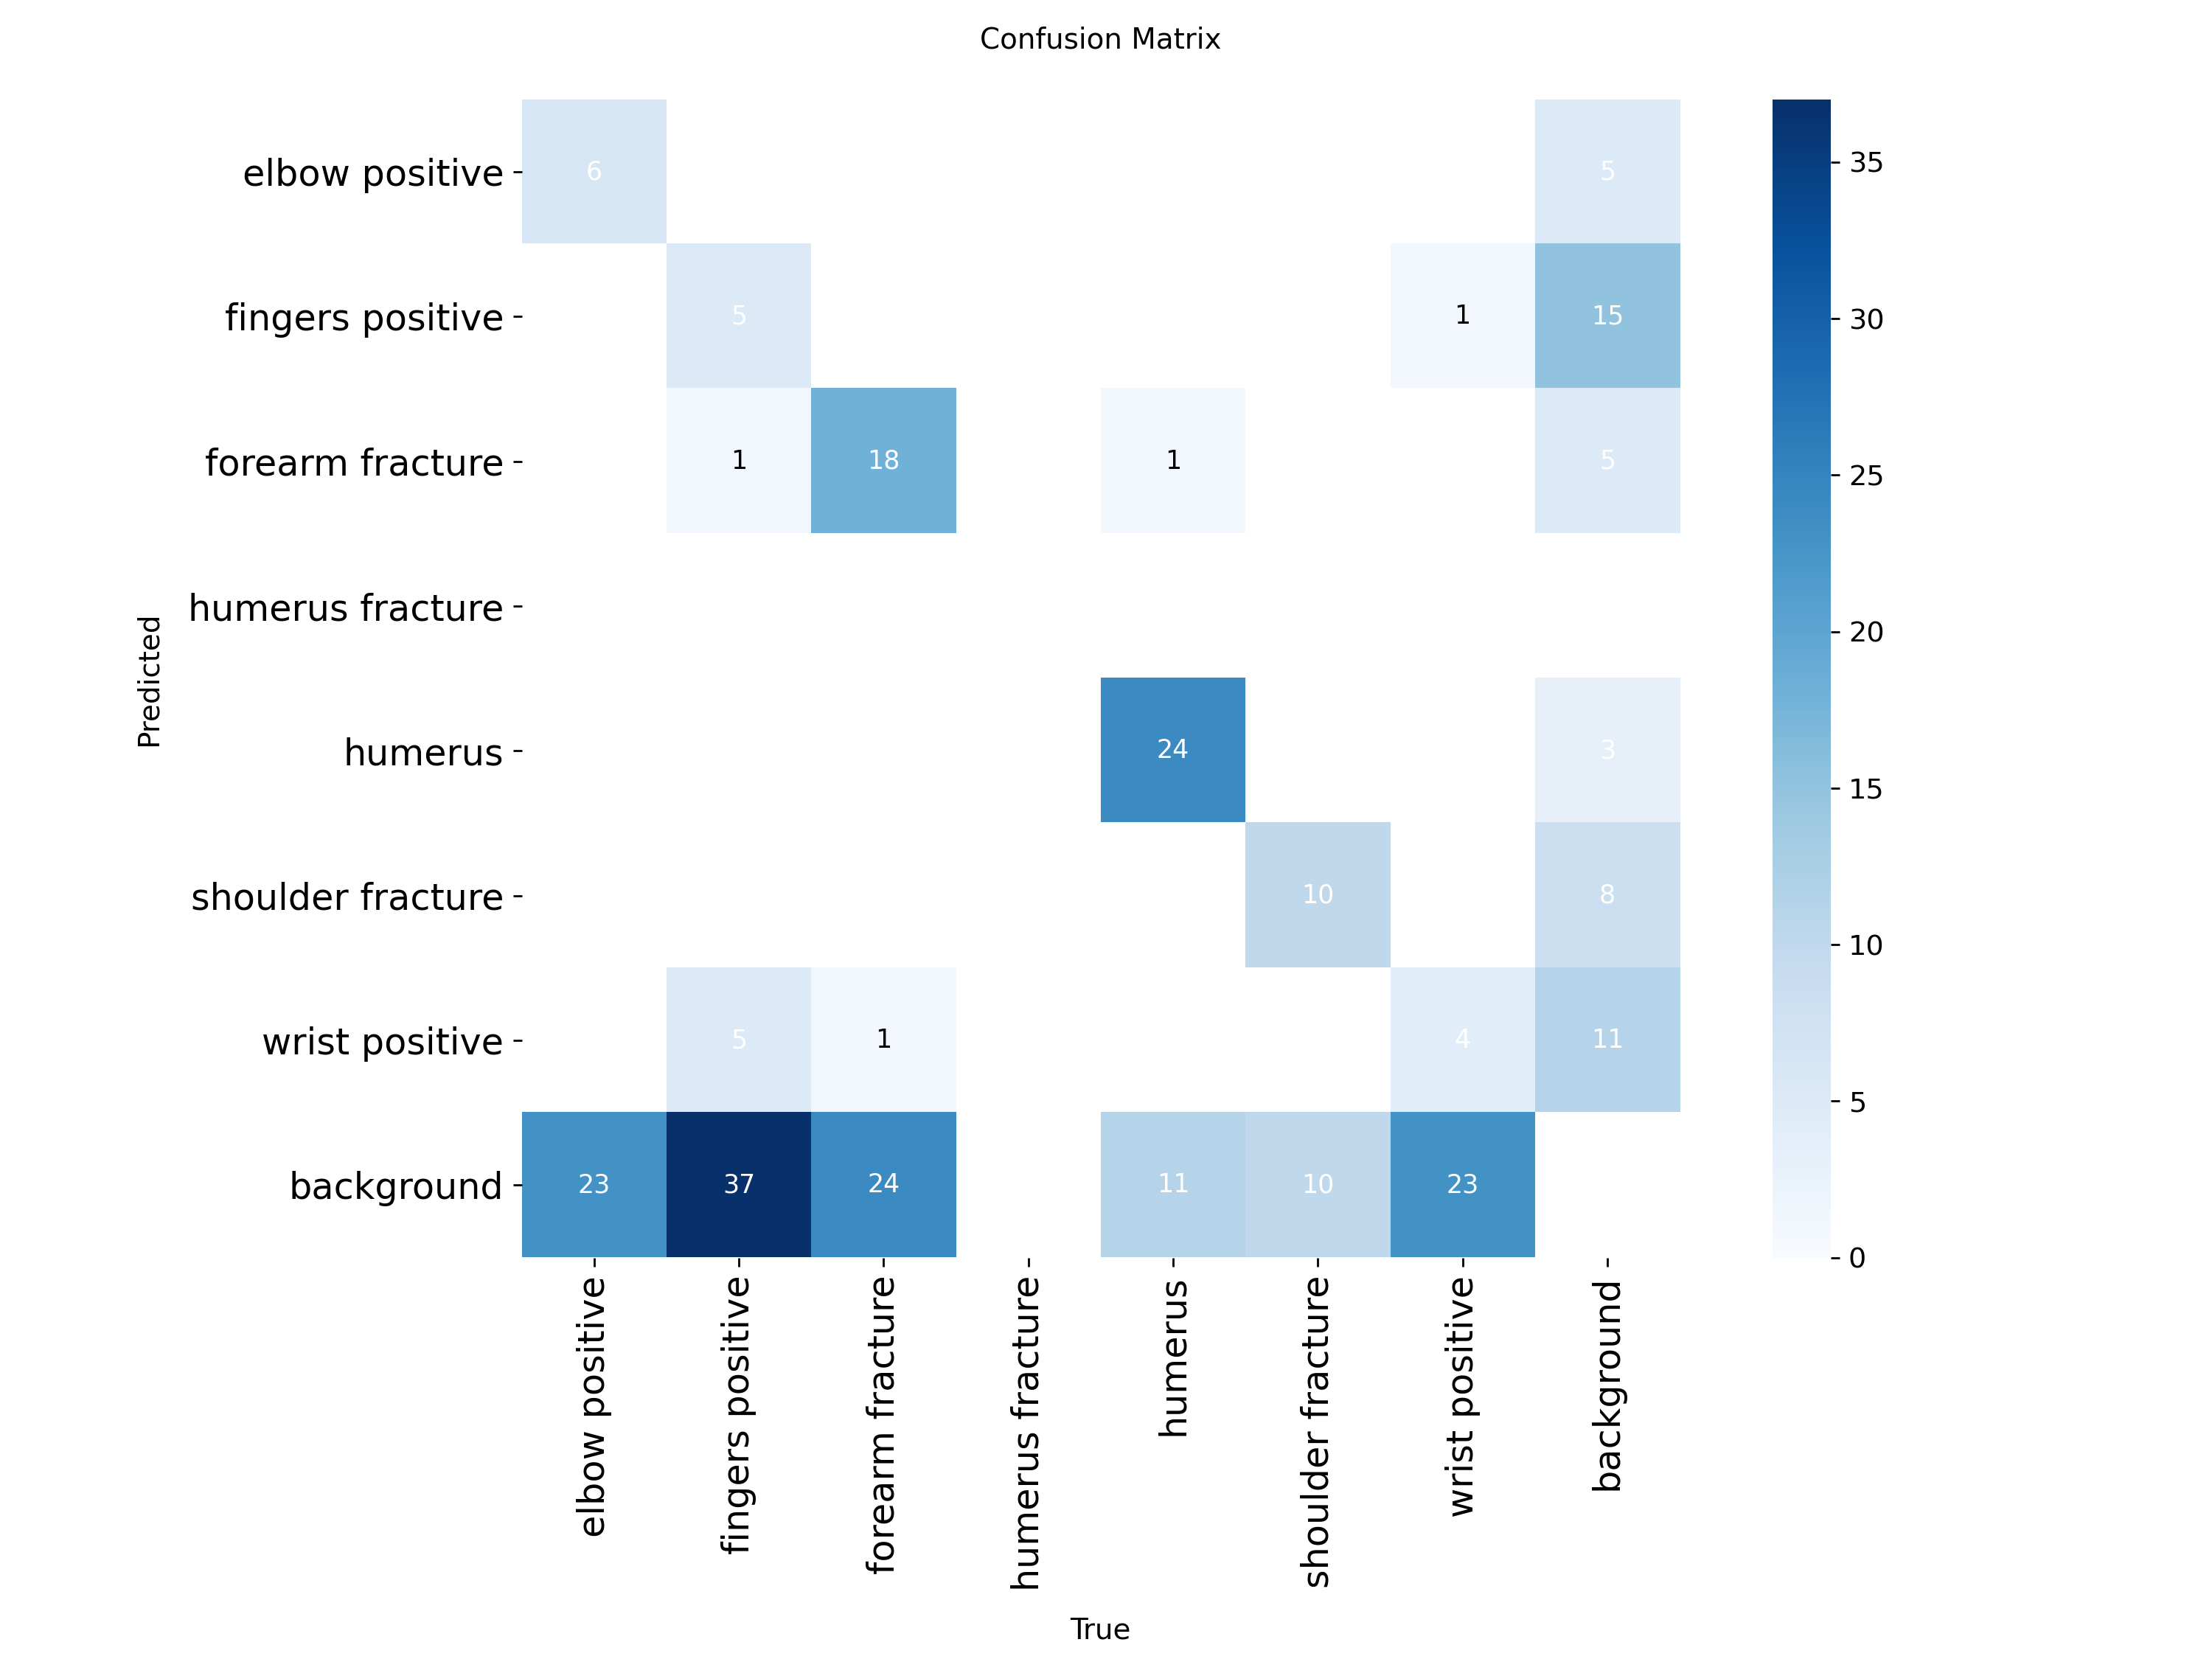 Confusion Matrix
elbow positive 6 5
fingers positive 5 1 15
forearm fracture 1 18 1 5
humerus fracture
humerus 24 3
shoulder fracture 10 8
wrist positive 5 1 4 11
background 23 37 24 11 10 23
Predicted
elbow positive
fingers positive
forearm fracture
humerus fracture
humerus
shoulder fracture
wrist positive
background
True
35
30
25
20
15
10
5
0